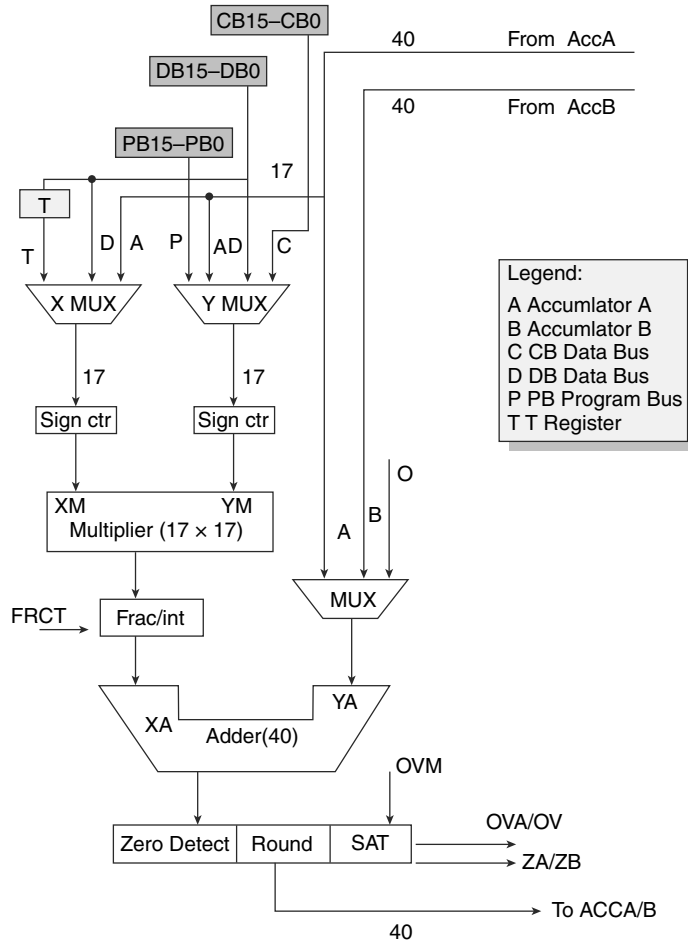 CB15–CB0
40 From AccA
DB15–DB0
40 From AccB
PB15–PB0
17
T
T
D
A
P
A
D
C
X MUX
Y MUX
Legend:
A Accumlator A
B Accumlator B
C CB Data Bus
D DB Data Bus
P PB Program Bus
T T Register
17
17
Sign ctr
Sign ctr
O
B
A
XM
YM
Multiplier (17 × 17)
MUX
FRCT
Frac/int
XA
YA
Adder(40)
OVM
Zero Detect
Round
SAT
OVA/OV
ZA/ZB
To ACCA/B
40